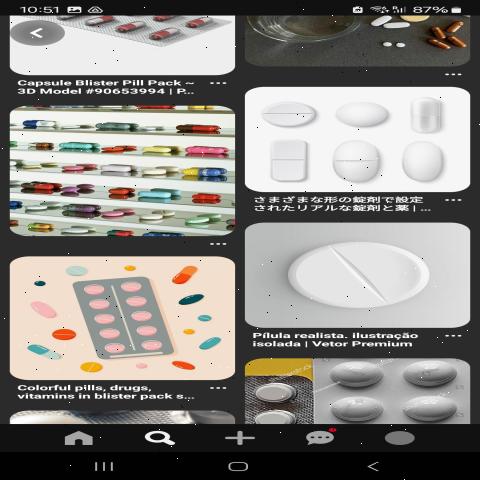 10:51
87%
Capsule Blister Pill Pack ~
3D Model #90653994 | P...
さまざまな形の錠剤で設定
されたリアルな錠剤と薬 | ...
Pílula realista. ilustração
isolada | Vetor Premium
Colorful pills, drugs,
vitamins in blister pack s...